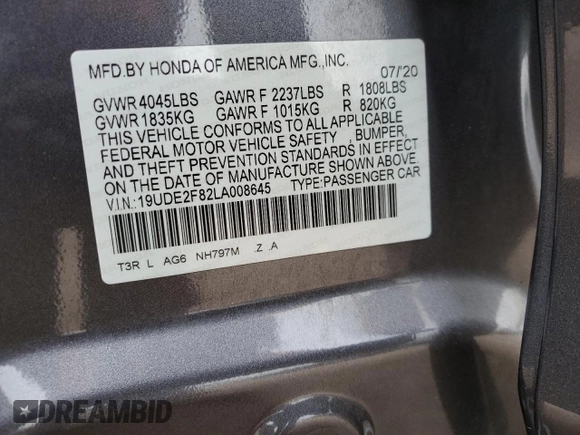 MFD.BY HONDA OF AMERICA MFG.,INC. 07/'20
GVWR 4045LBS GAWR F 2237LBS R 1808LBS
GVWR 1835KG GAWR F 1015KG R 820KG
THIS VEHICLE CONFORMS TO ALL APPLICABLE
FEDERAL MOTOR VEHICLE SAFETY , BUMPER,
AND THEFT PREVENTION STANDARDS IN EFFECT
ON THE DATE OF MANUFACTURE SHOWN ABOVE.
V.I.N.:19UDE2F82LA008645 TYPE:PASSENGER CAR
T3R L AG6 NH797M .Z .A
DREAMBID